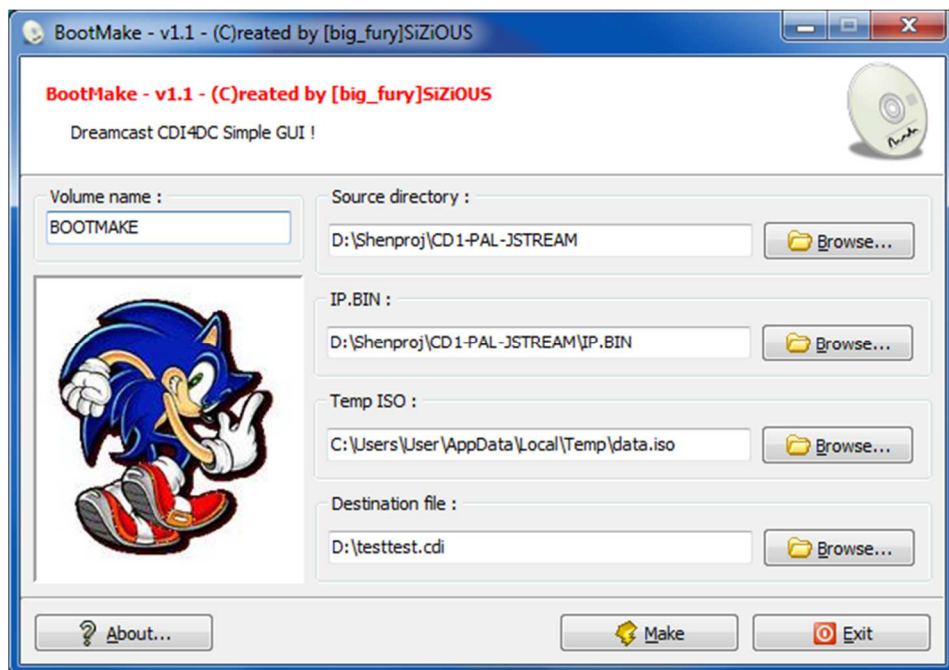 BootMake - v1.1 - (C)reated by [big_fury]SiZiOUS
BootMake - v1.1 - (C)reated by [big_fury]SiZiOUS
Dreamcast CDI4DC Simple GUI !
Volume name :
BOOTMAKE
Source directory :
D:\Shenproj\CD1-PAL-JSTREAM
Browse...
IP.BIN :
D:\Shenproj\CD1-PAL-JSTREAM\IP.BIN
Browse...
Temp ISO :
C:\Users\User\AppData\Local\Temp\data.iso
Browse...
Destination file :
D:\testtest.cdi
Browse...
About...
Make
Exit